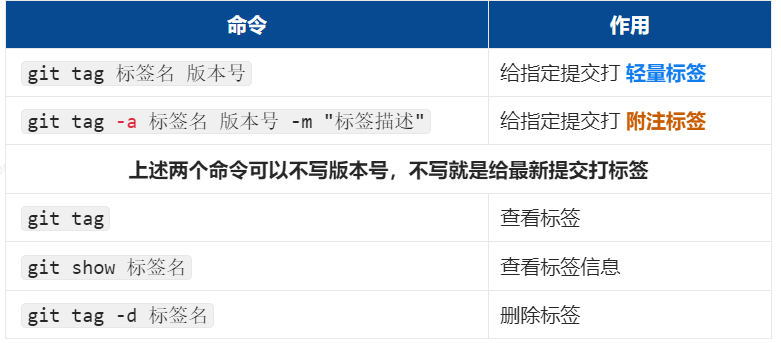 命令 作用
git tag 标签名 版本号 给指定提交打 轻量标签
git tag -a 标签名 版本号 -m "标签描述" 给指定提交打 附注标签
上述两个命令可以不写版本号，不写就是给最新提交打标签
git tag 查看标签
git show 标签名 查看标签信息
git tag -d 标签名 删除标签